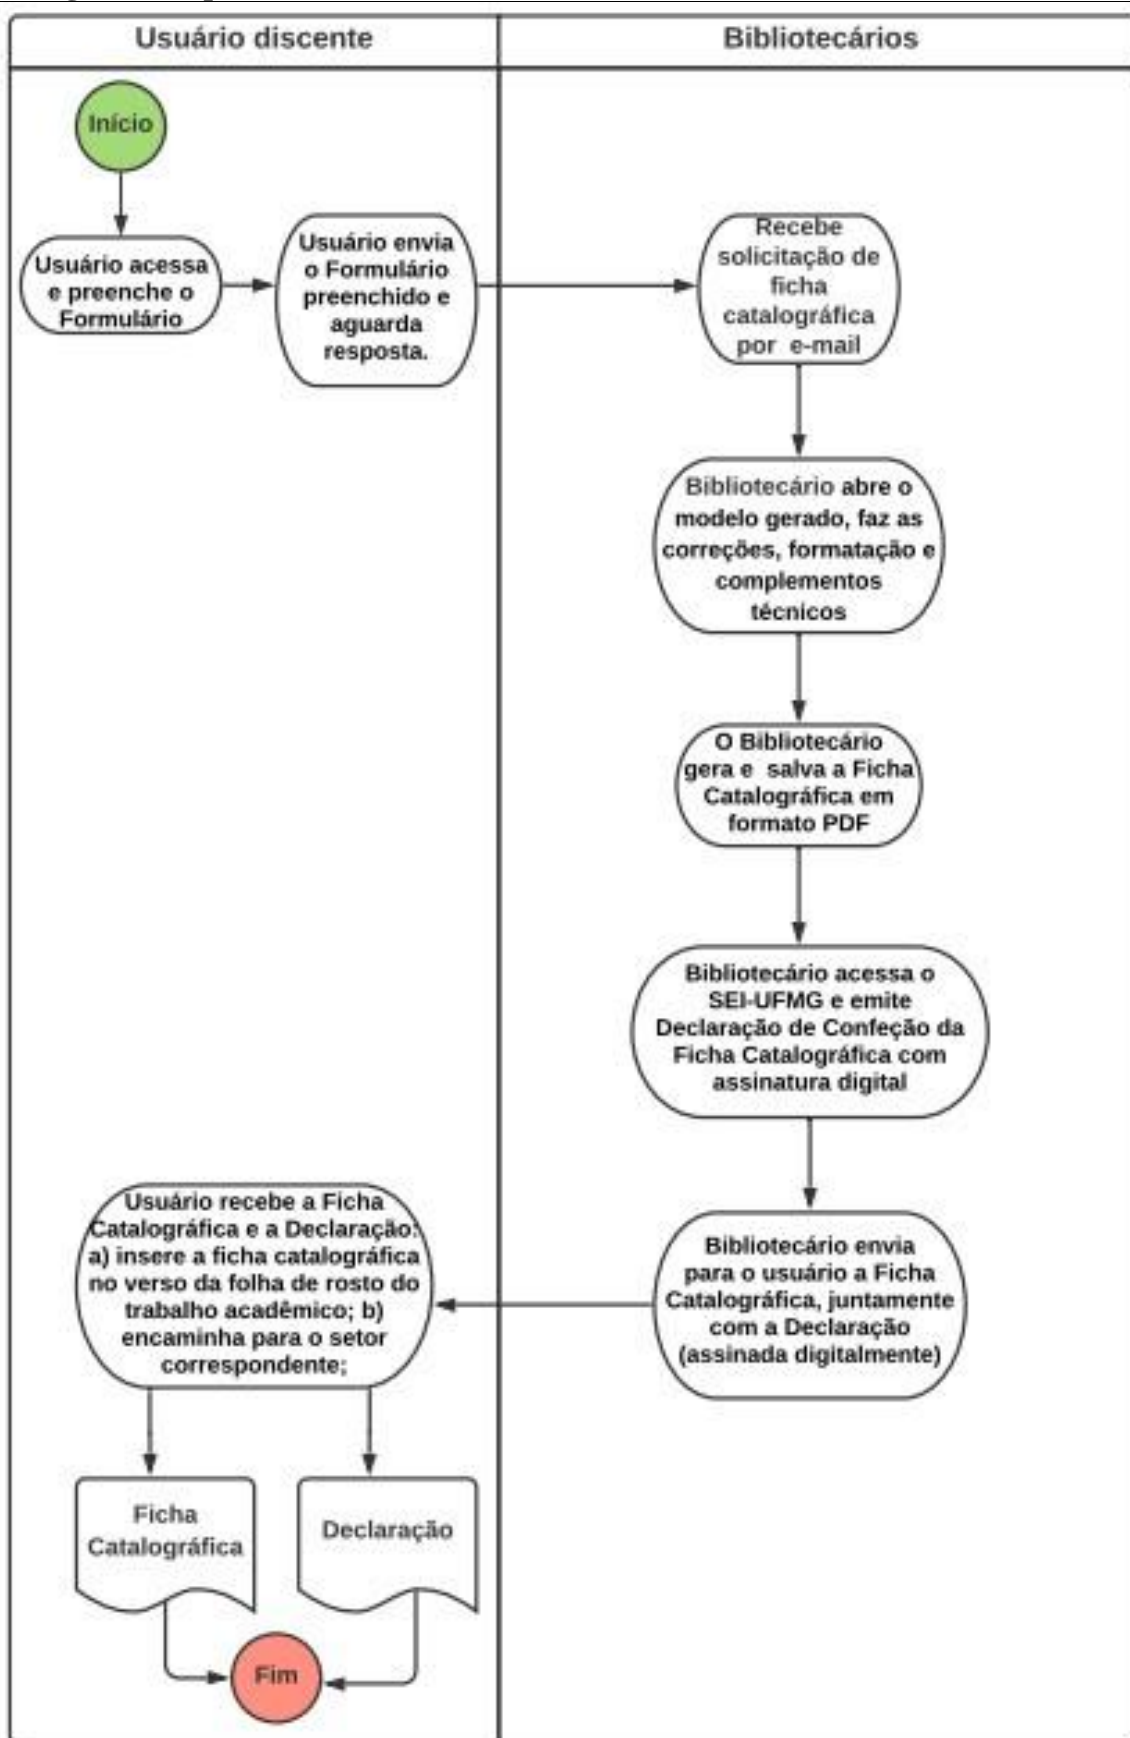 Usuário discente
Bibliotecários
Início
Usuário acessa
e preenche o
Formulário
Usuário envia
o Formulário
preenchido e
aguarda
resposta.
Recebe
solicitação de
ficha
catalográfica
por e-mail
Bibliotecário abre o
modelo gerado, faz as
correções, formatação e
complementos
técnicos
O Bibliotecário
gera e salva a Ficha
Catalográfica em
formato PDF
Bibliotecário acessa o
SEI-UFMG e emite
Declaração de Confeção da
Ficha Catalográfica com
assinatura digital
Bibliotecário envia
para o usuário a Ficha
Catalográfica, juntamente
com a Declaração
(assinada digitalmente)
Usuário recebe a Ficha
Catalográfica e a Declaração:
a) insere a ficha catalográfica
no verso da folha de rosto do
trabalho acadêmico; b)
encaminha para o setor
correspondente;
Ficha
Catalográfica
Declaração
Fim